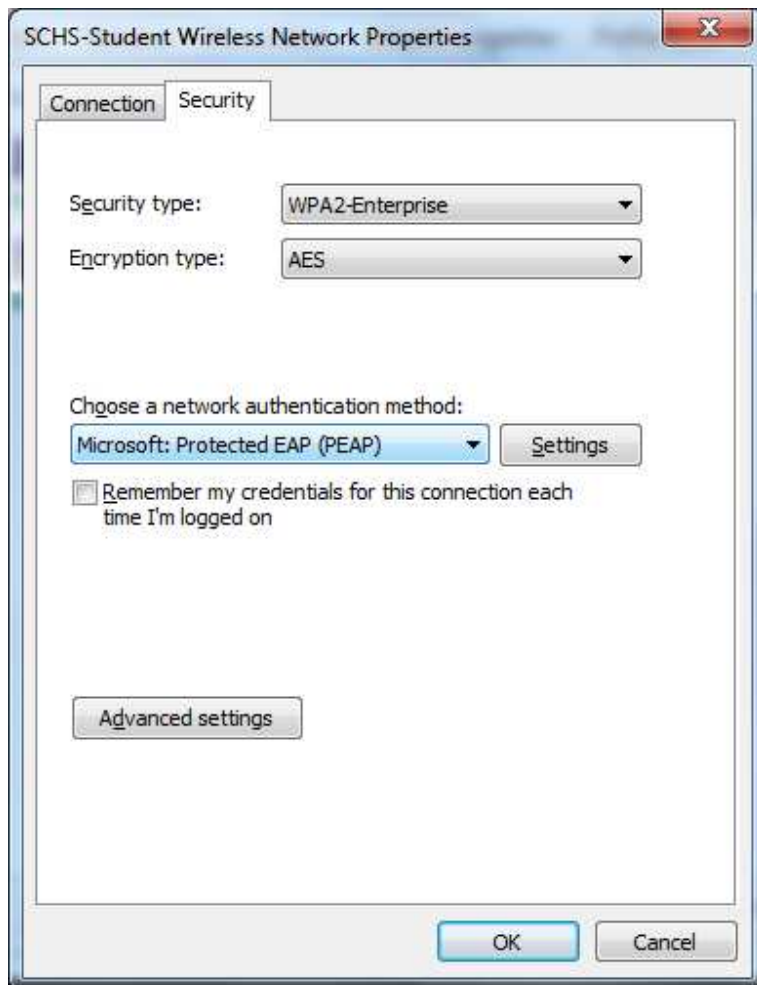 SCHS-Student Wireless Network Properties
Connection
Security
Security type:
WPA2-Enterprise
Encryption type:
AES
Choose a network authentication method:
Microsoft: Protected EAP (PEAP)
Settings
Remember my credentials for this connection each
time I'm logged on
Advanced settings
OK
Cancel